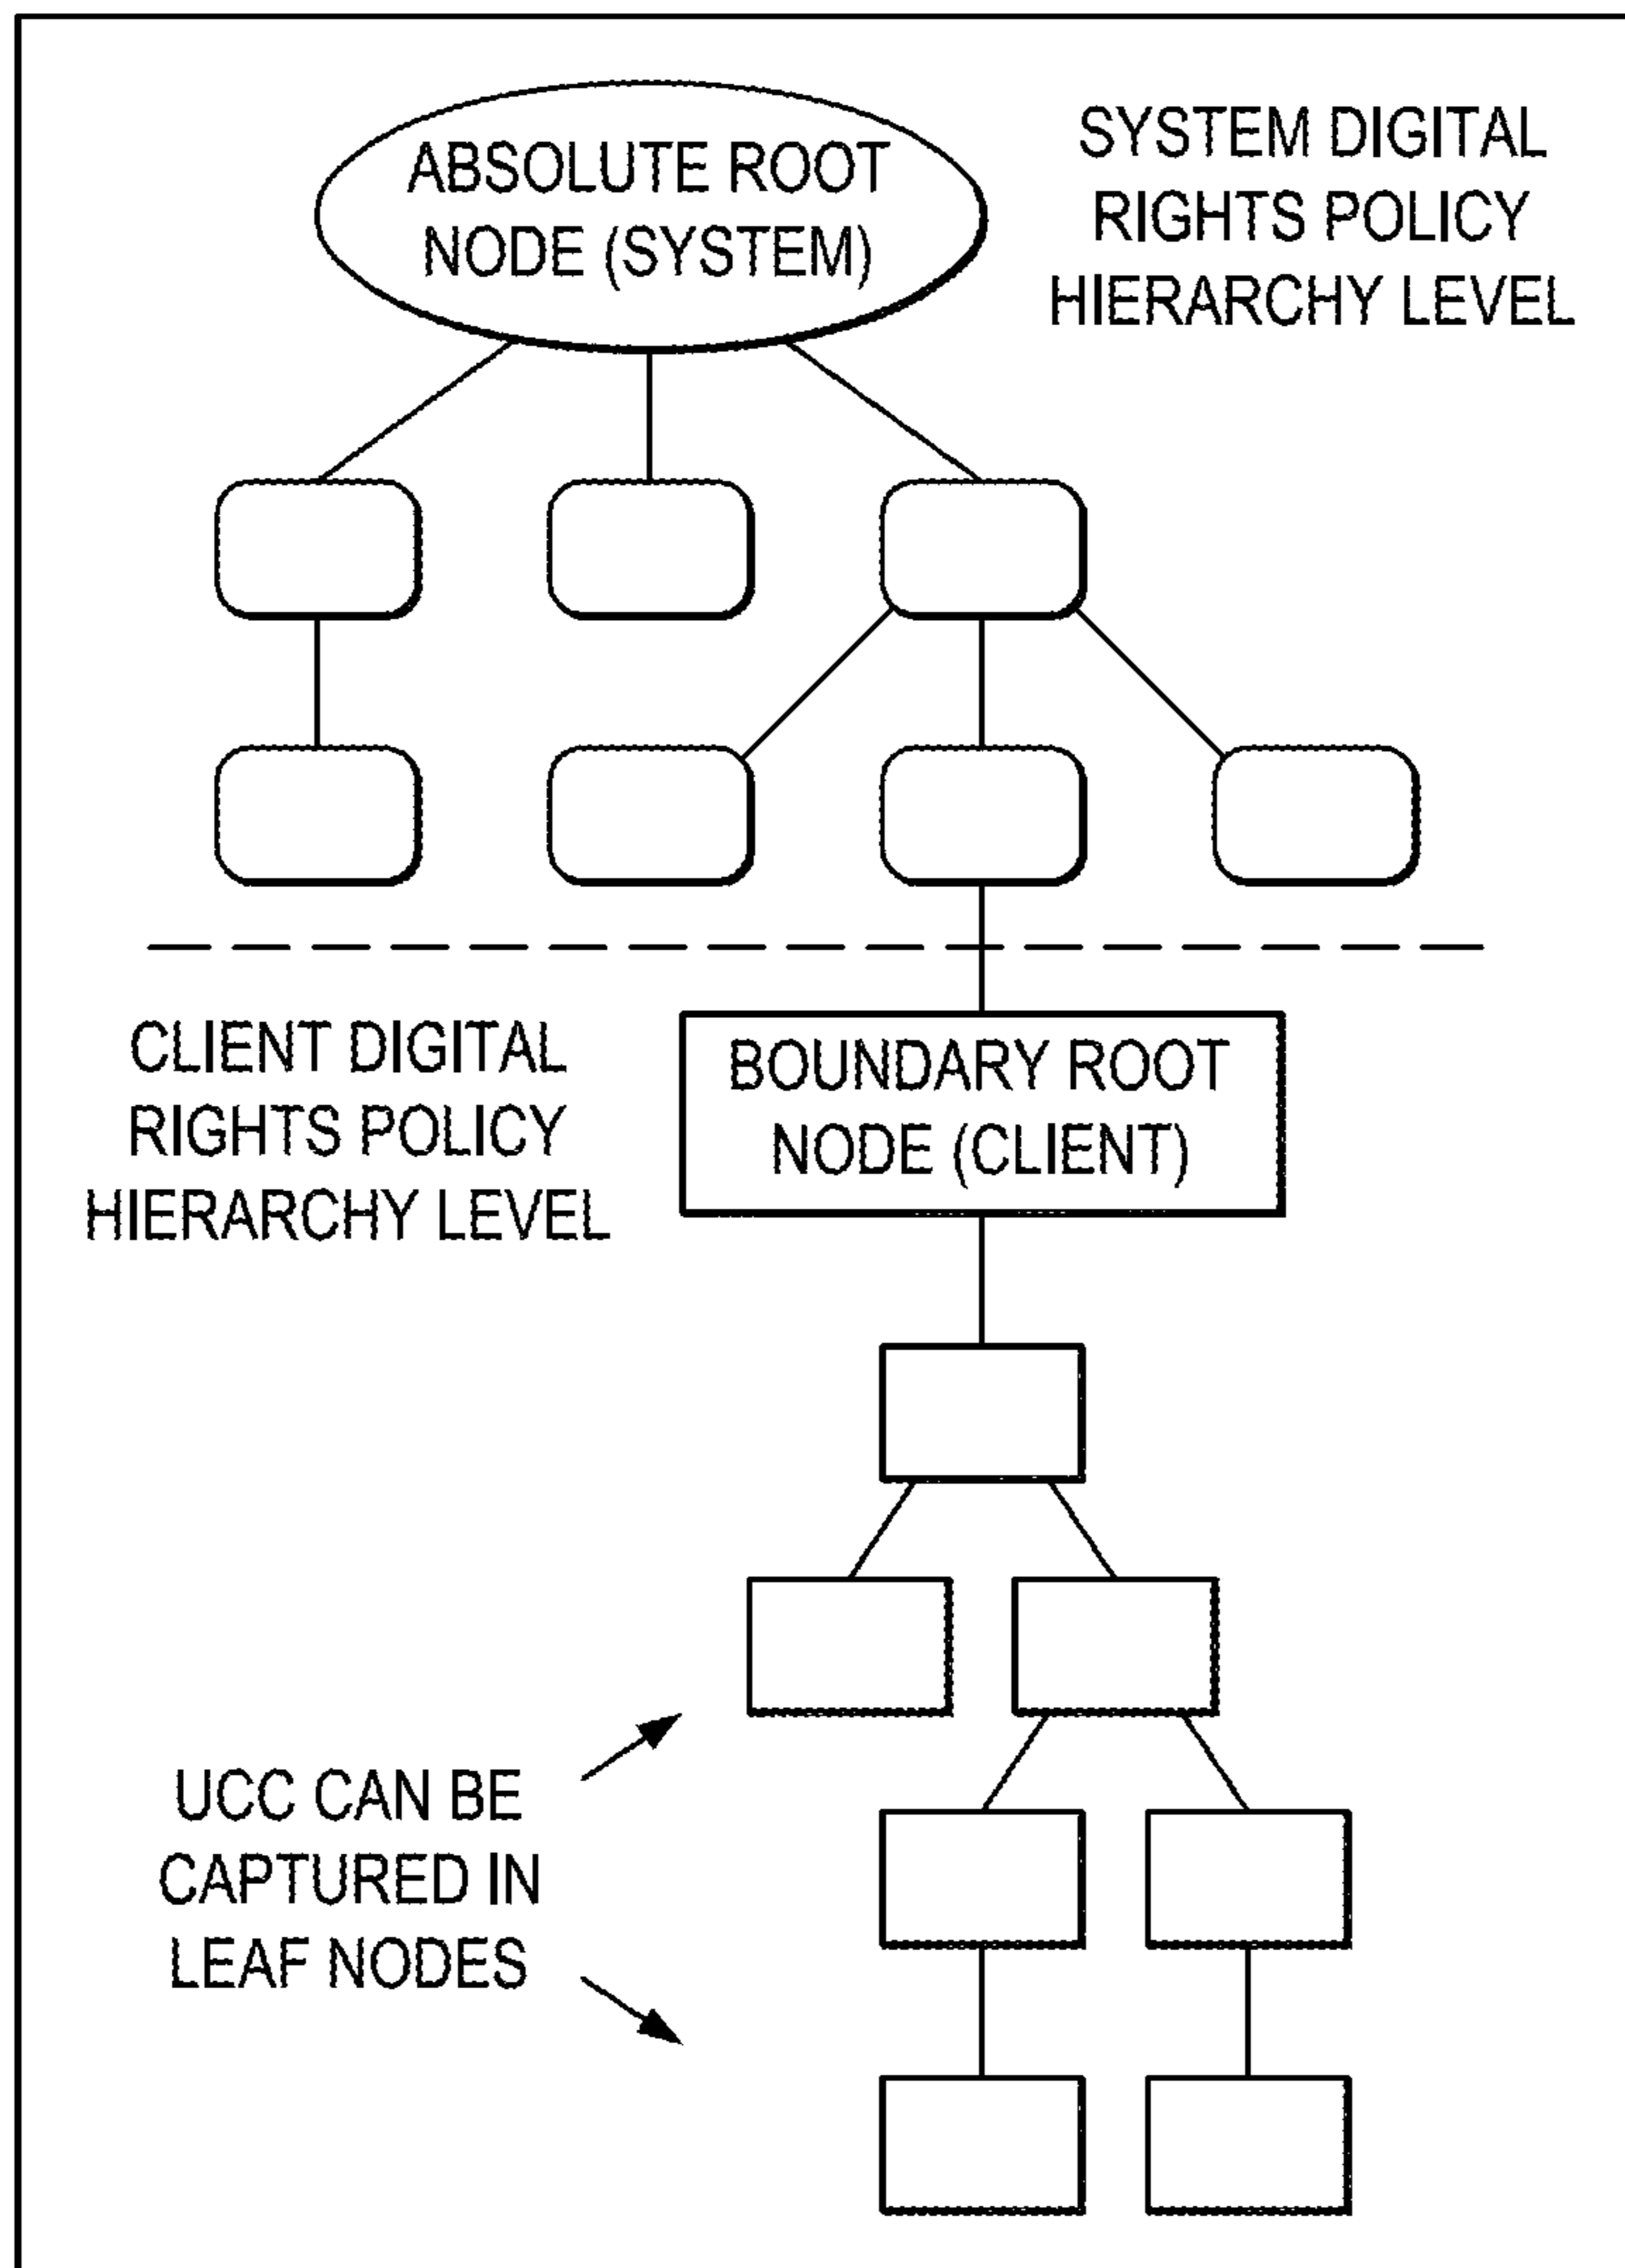 ABSOLUTE ROOT
NODE (SYSTEM)
SYSTEM DIGITAL
RIGHTS POLICY
HIERARCHY LEVEL
CLIENT DIGITAL
RIGHTS POLICY
HIERARCHY LEVEL
BOUNDARY ROOT
NODE (CLIENT)
UCC CAN BE
CAPTURED IN
LEAF NODES